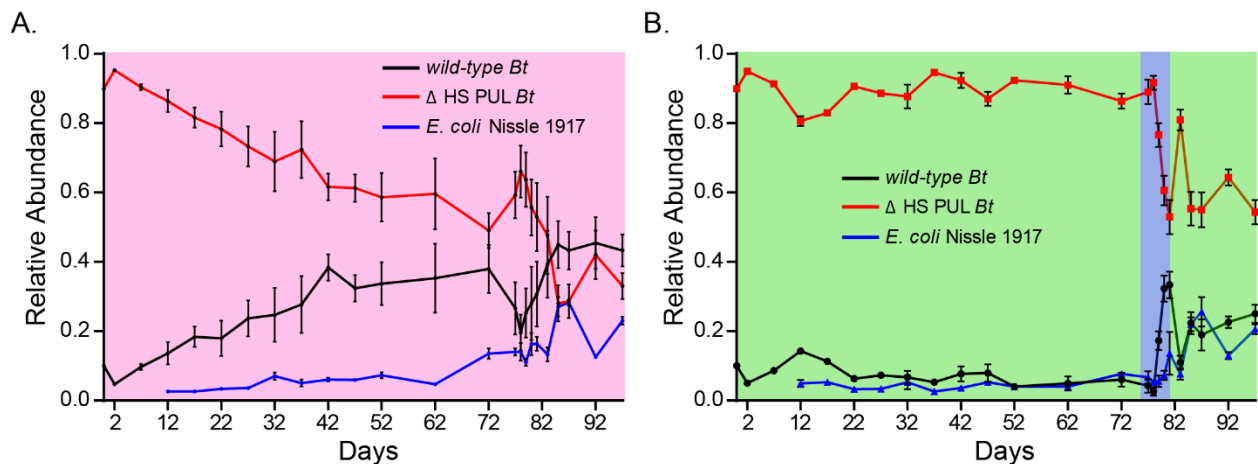 A.
Relative Abundance
1.0
0.8
0.6
0.4
0.2
0.0
wild-type Bt
Δ HS PUL Bt
E. coli Nissle 1917
2 12 22 32 42 52 62 72 82 92
Days
B.
Relative Abundance
1.0
0.8
0.6
0.4
0.2
0.0
wild-type Bt
Δ HS PUL Bt
E. coli Nissle 1917
2 12 22 32 42 52 62 72 82 92
Days